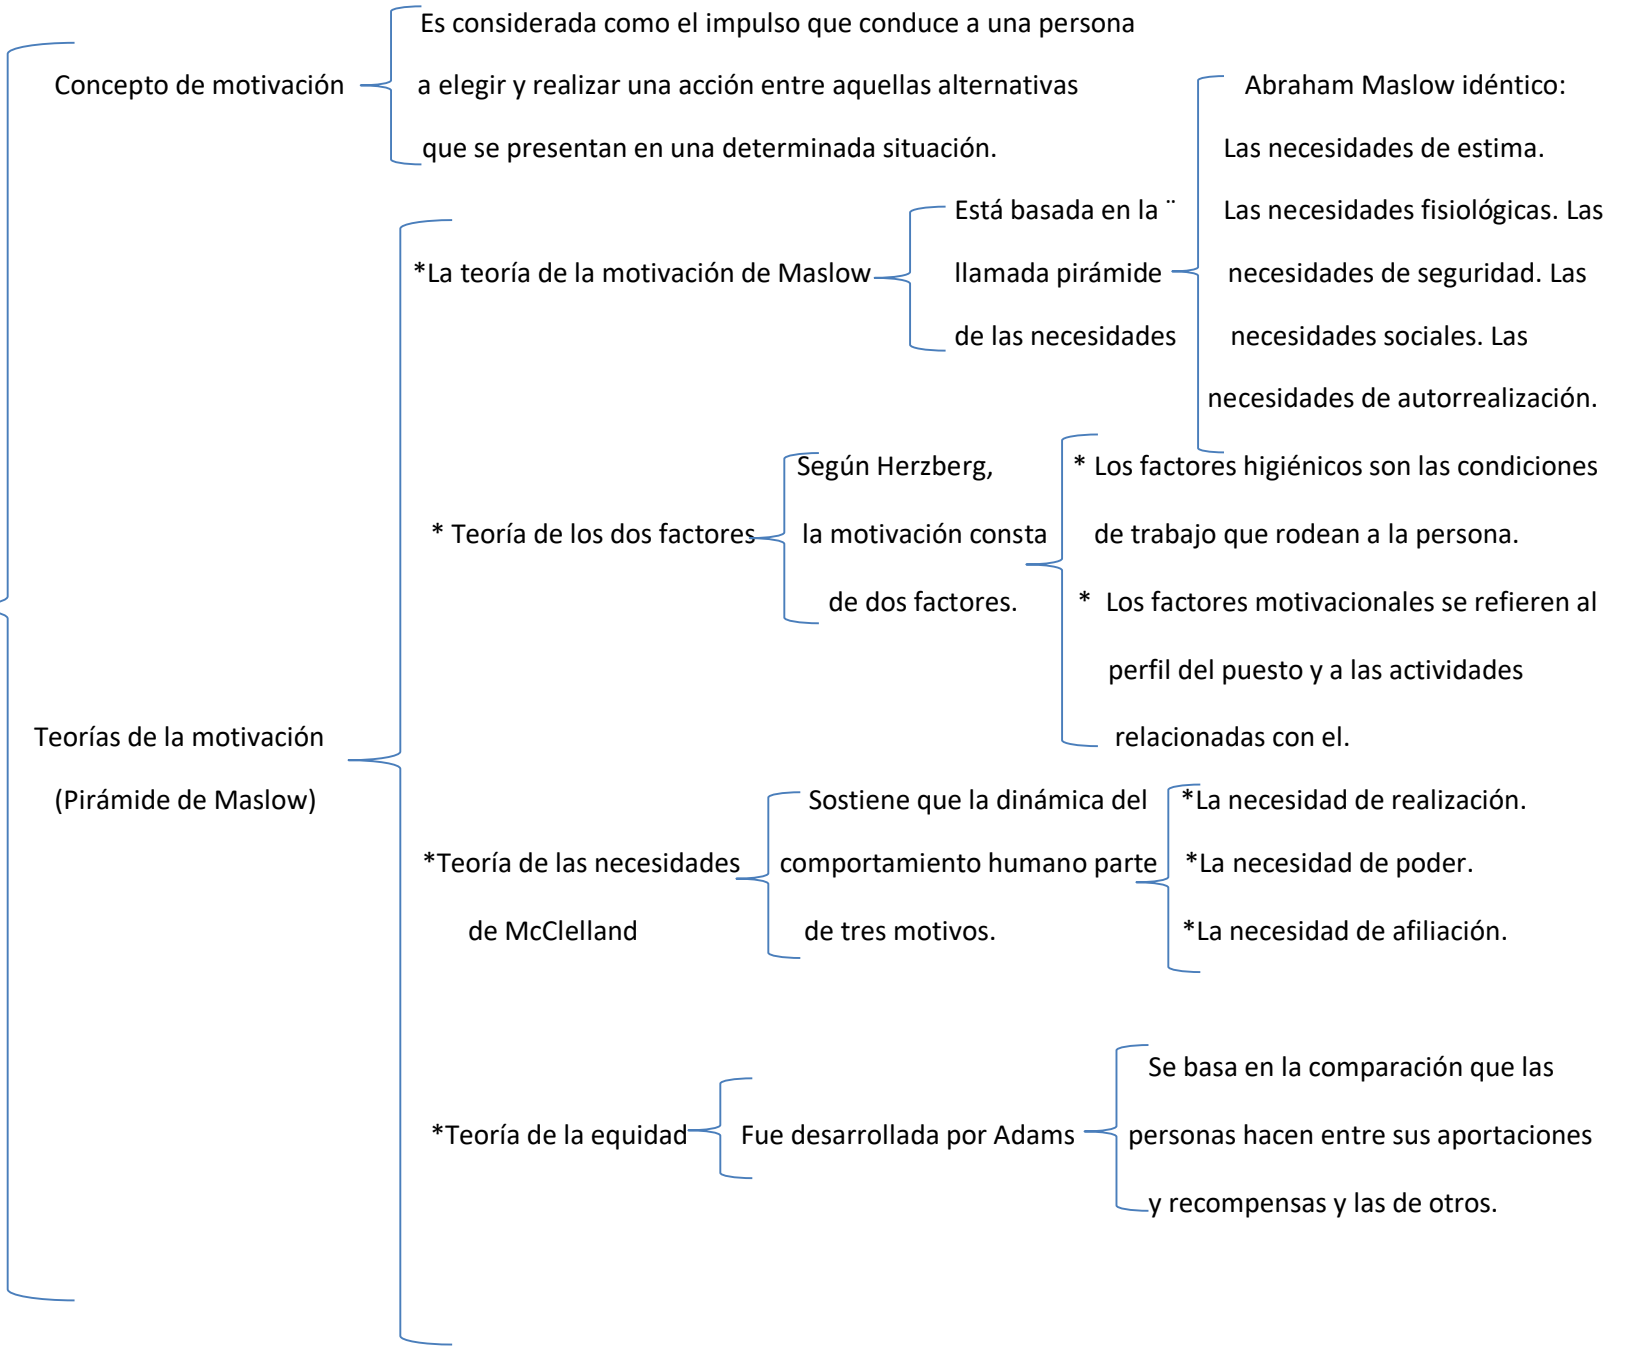 Es considerada como el impulso que conduce a una persona
Concepto de motivación
a elegir y realizar una acción entre aquellas alternativas
que se presentan en una determinada situación.
Abraham Maslow idéntico:
Las necesidades de estima.
Las necesidades fisiológicas. Las
necesidades de seguridad. Las
necesidades sociales. Las
necesidades de autorrealización.
Está basada en la ¨
*La teoría de la motivación de Maslow
llamada pirámide
de las necesidades
Según Herzberg,
* Teoría de los dos factores
la motivación consta
de dos factores.
* Los factores higiénicos son las condiciones
de trabajo que rodean a la persona.
* Los factores motivacionales se refieren al
perfil del puesto y a las actividades
relacionadas con el.
Teorías de la motivación
(Pirámide de Maslow)
Sostiene que la dinámica del
*Teoría de las necesidades
de McClelland
comportamiento humano parte
de tres motivos.
*La necesidad de realización.
*La necesidad de poder.
*La necesidad de afiliación.
*Teoría de la equidad
Fue desarrollada por Adams
Se basa en la comparación que las
personas hacen entre sus aportaciones
y recompensas y las de otros.